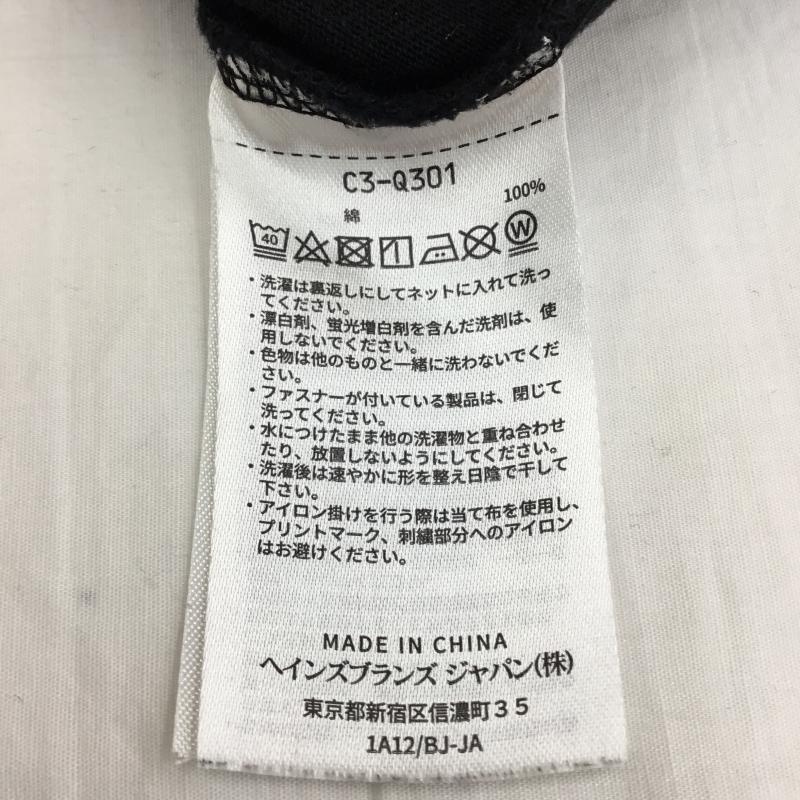 C3-Q301
綿 100%
40 W
・洗濯は裏返しにしてネットに入れて洗っ
てください。
・漂白剤、蛍光増白剤を含んだ洗剤は、使
用しないでください。
・色物は他のものと一緒に洗わないでくだ
さい。
・ファスナーが付いている製品は、閉じて
洗ってください。
・水につけたまま他の洗濯物と重ね合わせ
たり、放置しないようにしてください。
・洗濯後は速やかに形を整え日陰で干して
下さい。
・アイロン掛けを行う際は当て布を使用し、
プリントマーク、刺繍部分へのアイロン
はお避けください。
MADE IN CHINA
ヘインズブランズ ジャパン(株)
東京都新宿区信濃町３５
1A12/BJ-JA